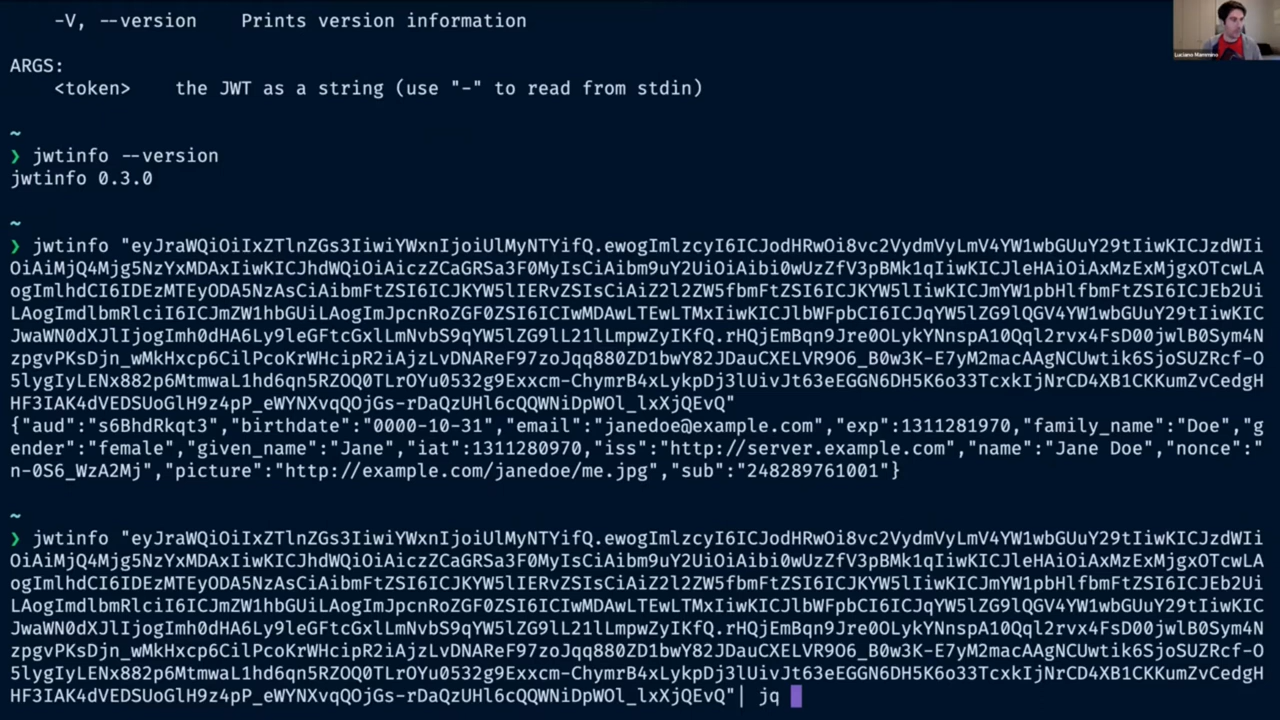 -V, --version    Prints version information
Luciano Mammino
ARGS:
<token>    the JWT as a string (use "-" to read from stdin)
~
❯ jwtinfo --version
jwtinfo 0.3.0
~
❯ jwtinfo "eyJraWQiOiIxZTlnZGs3IiwiYWxnIjoiUlMyNTYifQ.ewogImlzcyI6ICJodHRwOi8vc2VydmVyLmV4YW1wbGUuY29tIiwKICJzdWIi
OiAiMjQ4Mjg5NzYxMDAxIiwKICJhdWQiOiAiczZCaGRSa3F0MyIsCiAibm9uY2UiOiAibi0wUzZfV3pBMk1qIiwKICJleHAiOiAxMzExMjgxOTcwLA
ogImlhdCI6IDEzMTEyODA5NzAsCiAibmFtZSI6ICJKYW5lIERvZSIsCiAiZ2l2ZW5fbmFtZSI6ICJKYW5lIiwKICJmYW1pbHlfbmFtZSI6ICJEb2Ui
LAogImdlbmRlciI6ICJmZW1hbGUiLAogImJpcnRoZGF0ZSI6ICIwMDAwLTEwLTMxIiwKICJlbWFpbCI6ICJqYW5lZG9lQGV4YW1wbGUuY29tIiwKIC
JwaWN0dXJlIjogImh0dHA6Ly9leGFtcGxlLmNvbS9qYW5lZG9lL21lLmpwZyIKfQ.rHQjEmBqn9Jre0OLykYNnspA10Qql2rvx4FsD00jwlB0Sym4N
zpgvPKsDjn_wMkHxcp6CilPcoKrWHcipR2iAjzLvDNAReF97zoJqq880ZD1bwY82JDauCXELVR9O6_B0w3K-E7yM2macAAgNCUwtik6SjoSUZRcf-O
5lygIyLENx882p6MtmwaL1hd6qn5RZOQ0TLrOYu0532g9Exxcm-ChymrB4xLykpDj3lUivJt63eEGGN6DH5K6o33TcxkIjNrCD4XB1CKKumZvCedgH
HF3IAK4dVEDSUoGlH9z4pP_eWYNXvqQOjGs-rDaQzUHl6cQQWNiDpWOl_lxXjQEvQ"
{"aud":"s6BhdRkqt3","birthdate":"0000-10-31","email":"janedoe@example.com","exp":1311281970,"family_name":"Doe","g
ender":"female","given_name":"Jane","iat":1311280970,"iss":"http://server.example.com","name":"Jane Doe","nonce":"
n-0S6_WzA2Mj","picture":"http://example.com/janedoe/me.jpg","sub":"248289761001"}
~
❯ jwtinfo "eyJraWQiOiIxZTlnZGs3IiwiYWxnIjoiUlMyNTYifQ.ewogImlzcyI6ICJodHRwOi8vc2VydmVyLmV4YW1wbGUuY29tIiwKICJzdWIi
OiAiMjQ4Mjg5NzYxMDAxIiwKICJhdWQiOiAiczZCaGRSa3F0MyIsCiAibm9uY2UiOiAibi0wUzZfV3pBMk1qIiwKICJleHAiOiAxMzExMjgxOTcwLA
ogImlhdCI6IDEzMTEyODA5NzAsCiAibmFtZSI6ICJKYW5lIERvZSIsCiAiZ2l2ZW5fbmFtZSI6ICJKYW5lIiwKICJmYW1pbHlfbmFtZSI6ICJEb2Ui
LAogImdlbmRlciI6ICJmZW1hbGUiLAogImJpcnRoZGF0ZSI6ICIwMDAwLTEwLTMxIiwKICJlbWFpbCI6ICJqYW5lZG9lQGV4YW1wbGUuY29tIiwKIC
JwaWN0dXJlIjogImh0dHA6Ly9leGFtcGxlLmNvbS9qYW5lZG9lL21lLmpwZyIKfQ.rHQjEmBqn9Jre0OLykYNnspA10Qql2rvx4FsD00jwlB0Sym4N
zpgvPKsDjn_wMkHxcp6CilPcoKrWHcipR2iAjzLvDNAReF97zoJqq880ZD1bwY82JDauCXELVR9O6_B0w3K-E7yM2macAAgNCUwtik6SjoSUZRcf-O
5lygIyLENx882p6MtmwaL1hd6qn5RZOQ0TLrOYu0532g9Exxcm-ChymrB4xLykpDj3lUivJt63eEGGN6DH5K6o33TcxkIjNrCD4XB1CKKumZvCedgH
HF3IAK4dVEDSUoGlH9z4pP_eWYNXvqQOjGs-rDaQzUHl6cQQWNiDpWOl_lxXjQEvQ"| jq